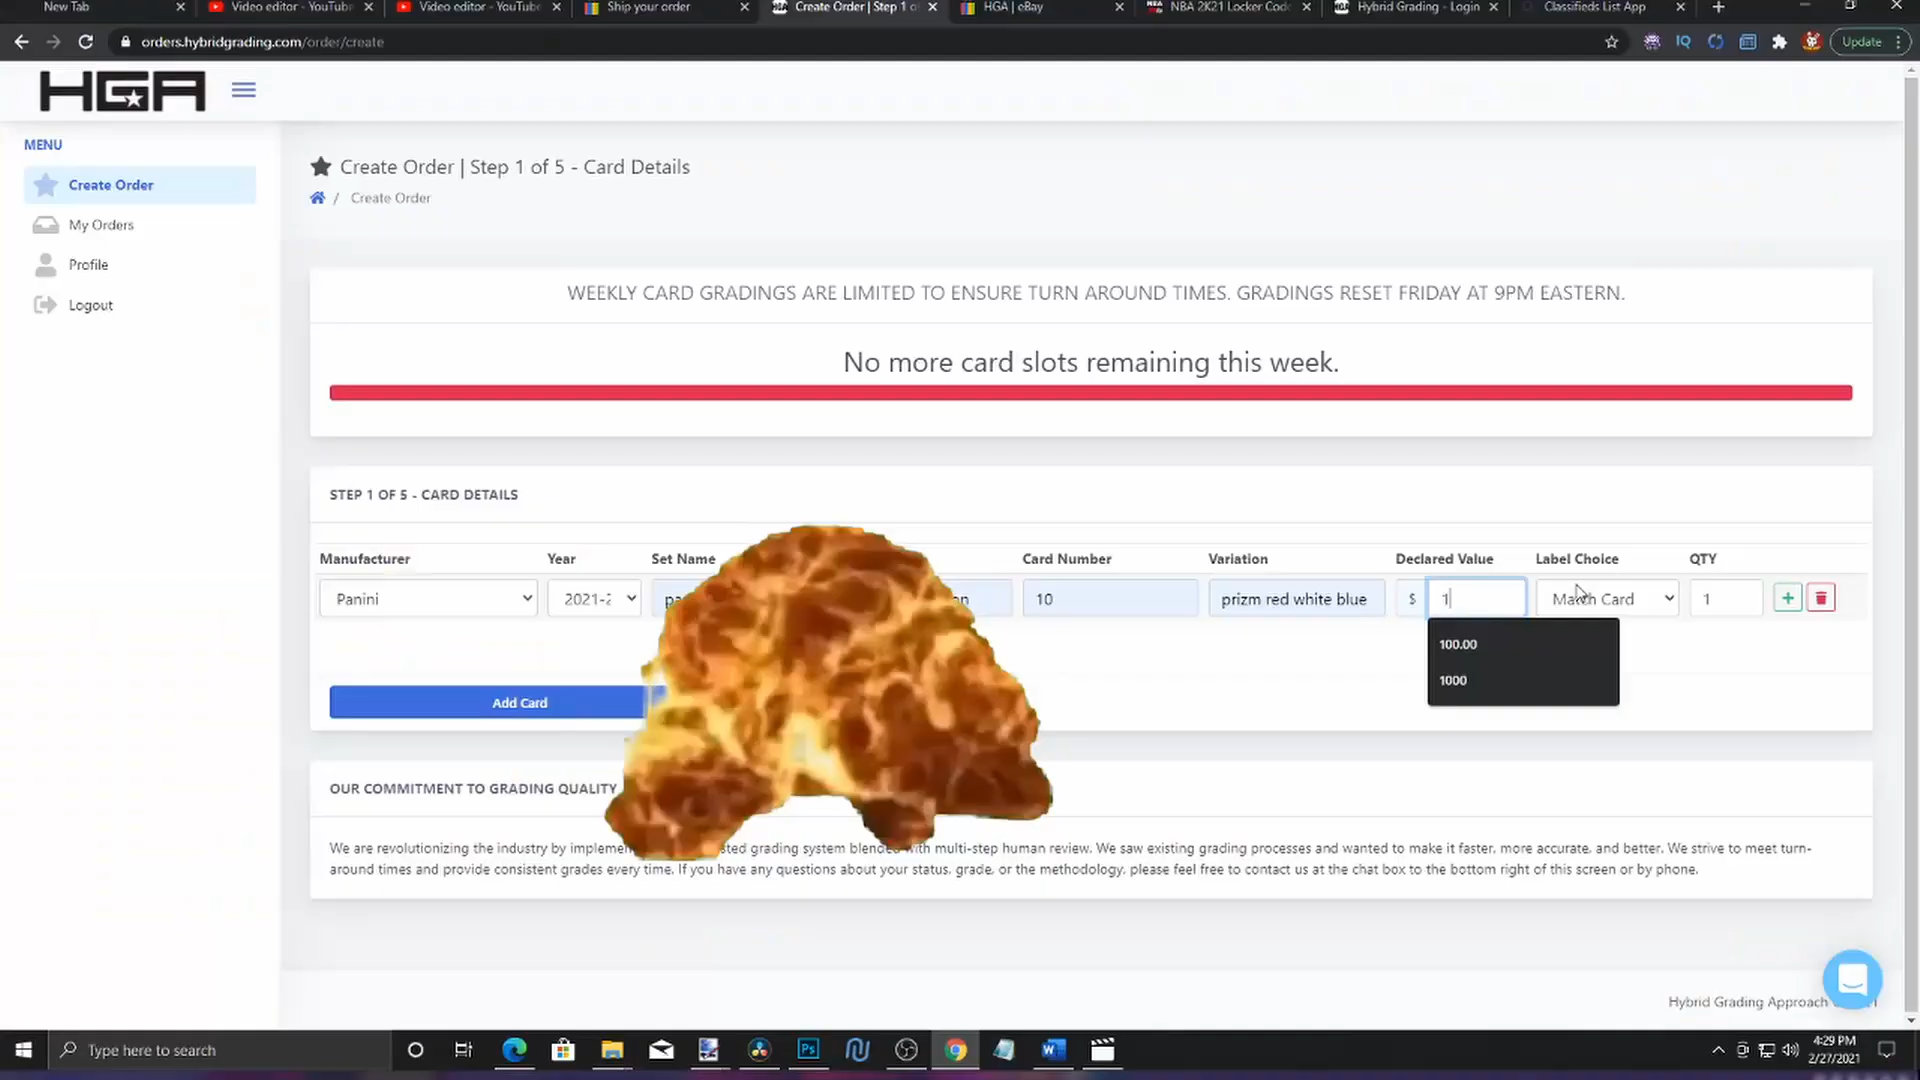 New Tab
Video editor - YouTub
Video editor - YouTub
Ship your order
Create Order | Step 1 o
HGA | eBay
NBA 2K21 Locker Cod
Hybrid Grading - Login
Classifieds List App
orders.hybridgrading.com/order/create
Update
HGA
MENU
Create Order
My Orders
Profile
Logout
Create Order | Step 1 of 5 - Card Details
/ Create Order
WEEKLY CARD GRADINGS ARE LIMITED TO ENSURE TURN AROUND TIMES. GRADINGS RESET FRIDAY AT 9PM EASTERN.
No more card slots remaining this week.
STEP 1 OF 5 - CARD DETAILS
Manufacturer Year Set Name Card Number Variation Declared Value Label Choice QTY
Panini 2021-2 pa on 10 prizm red white blue $ 1 Match Card 1
100.00
1000
Add Card
OUR COMMITMENT TO GRADING QUALITY
We are revolutionizing the industry by implemen sted grading system blended with multi-step human review. We saw existing grading processes and wanted to make it faster, more accurate, and better. We strive to meet turn-
around times and provide consistent grades every time. If you have any questions about your status, grade, or the methodology, please feel free to contact us at the chat box to the bottom right of this screen or by phone.
Hybrid Grading Approach
Type here to search
4:29 PM
2/27/2021